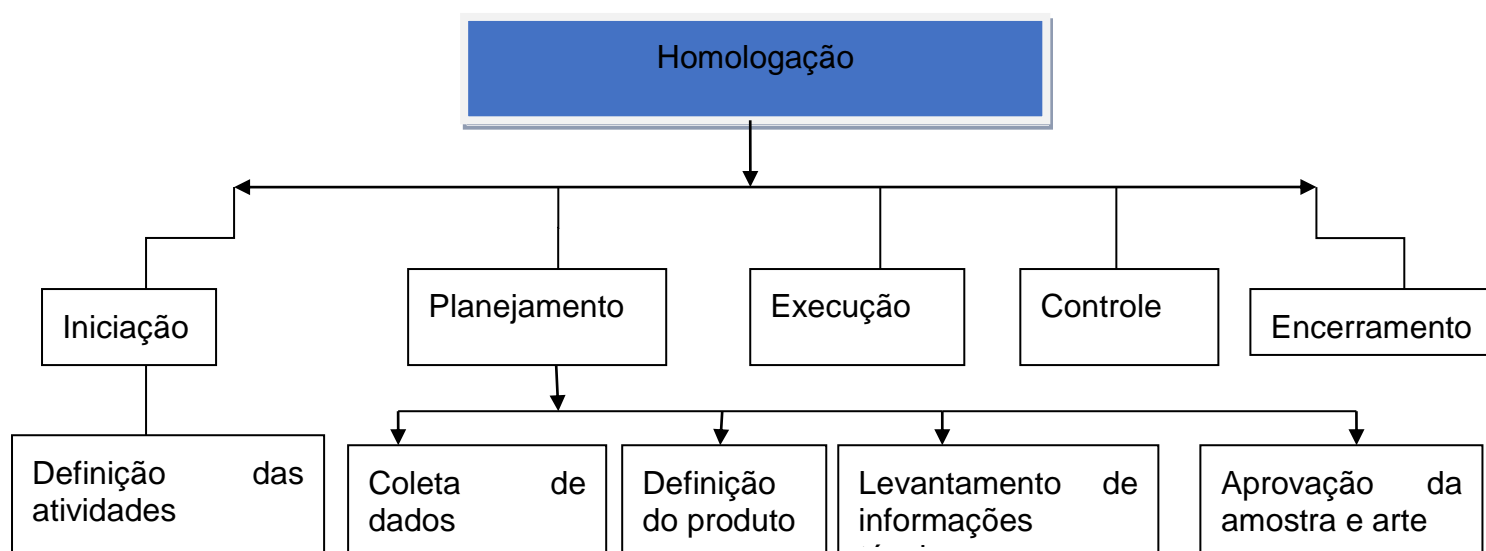 Homologação
Iniciação
Planejamento
Execução
Controle
Encerramento
Definição das
atividades
Coleta de
dados
Definição
do produto
Levantamento de
informações
Aprovação da
amostra e arte